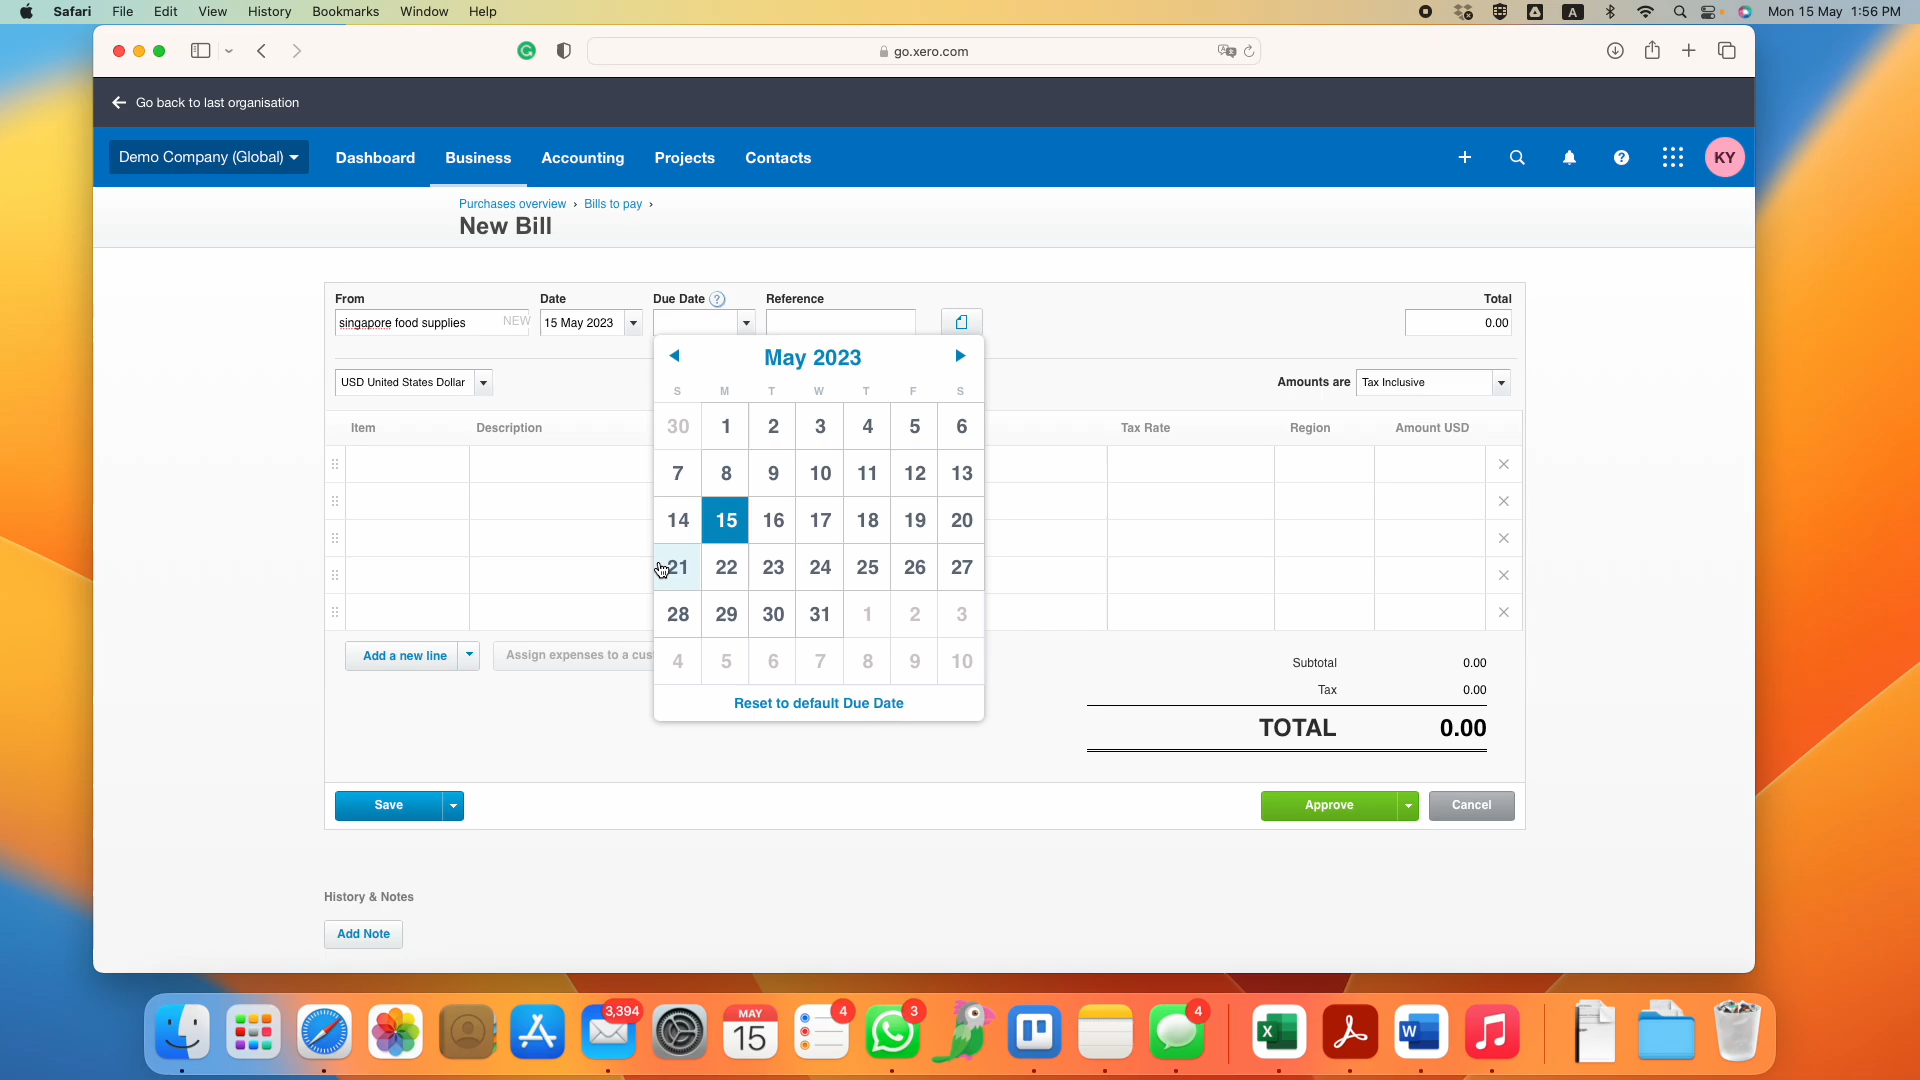 Safari File Edit View History Bookmarks Window Help A Mon 15 May 1:56 PM
go.xero.com
Go back to last organisation
Demo Company (Global) Dashboard Business Accounting Projects Contacts + ? KY
Purchases overview › Bills to pay ›
New Bill
From Date Due Date ? Reference Total
singapore food supplies NEW 15 May 2023 0.00
May 2023
USD United States Dollar Amounts are Tax Inclusive
S M T W T F S
Item Description Tax Rate Region Amount USD
30 1 2 3 4 5 6
7 8 9 10 11 12 13
14 15 16 17 18 19 20
21 22 23 24 25 26 27
28 29 30 31 1 2 3
Add a new line Assign expenses to a cus
4 5 6 7 8 9 10
Subtotal 0.00
Tax 0.00
Reset to default Due Date
TOTAL 0.00
Save Approve Cancel
History & Notes
Add Note
3,394 MAY 15 4 3 4 X W